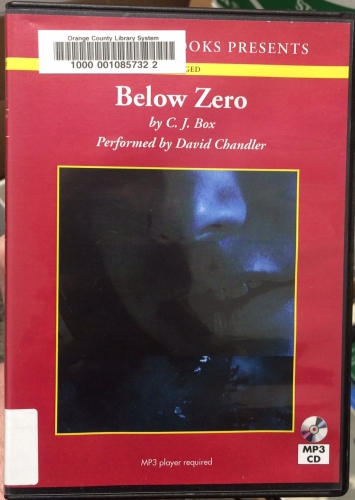 Orange County Library System
1000 001085732 2
OOKS PRESENTS
GED
Below Zero
by C. J. Box
Performed by David Chandler
MP3 player required
MP3
CD